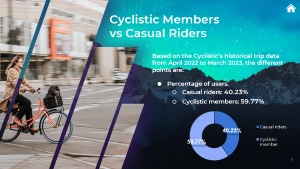 Cyclistic Members
vs Casual Riders
Based on the Cyclistic's historical trip data
from April 2022 to March 2023, the different
points are:
● Percentage of users.
○ Casual riders: 40.23%
○ Cyclistic members: 59.77%
40.23%
59.77%
Casual riders
Cyclistic
member